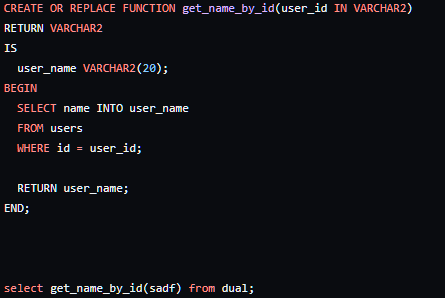 CREATE OR REPLACE FUNCTION get_name_by_id(user_id IN VARCHAR2)
RETURN VARCHAR2
IS
  user_name VARCHAR2(20);
BEGIN
  SELECT name INTO user_name
  FROM users
  WHERE id = user_id;
  RETURN user_name;
END;
select get_name_by_id(sadf) from dual;